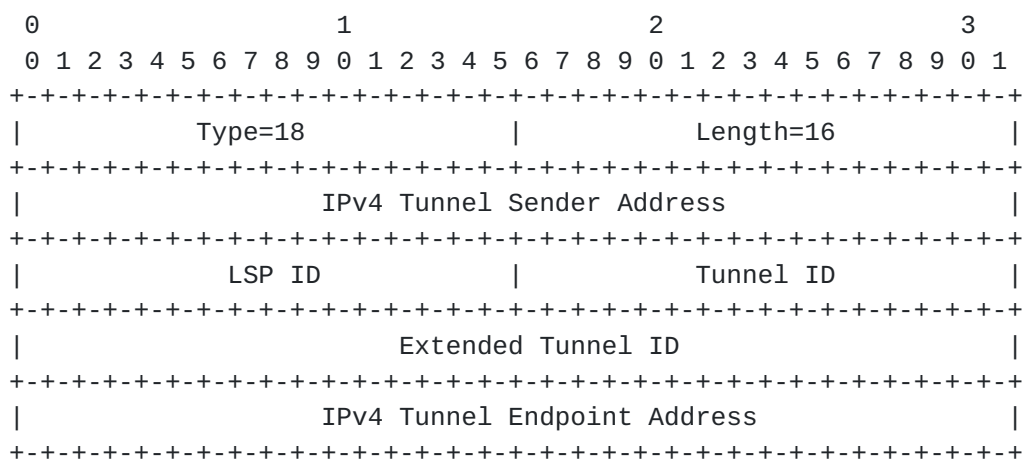 0                   1                   2                   3
 0 1 2 3 4 5 6 7 8 9 0 1 2 3 4 5 6 7 8 9 0 1 2 3 4 5 6 7 8 9 0 1
+-+-+-+-+-+-+-+-+-+-+-+-+-+-+-+-+-+-+-+-+-+-+-+-+-+-+-+-+-+-+-+-+
|           Type=18             |           Length=16           |
+-+-+-+-+-+-+-+-+-+-+-+-+-+-+-+-+-+-+-+-+-+-+-+-+-+-+-+-+-+-+-+-+
|                   IPv4 Tunnel Sender Address                  |
+-+-+-+-+-+-+-+-+-+-+-+-+-+-+-+-+-+-+-+-+-+-+-+-+-+-+-+-+-+-+-+-+
|             LSP ID            |           Tunnel ID           |
+-+-+-+-+-+-+-+-+-+-+-+-+-+-+-+-+-+-+-+-+-+-+-+-+-+-+-+-+-+-+-+-+
|                        Extended Tunnel ID                     |
+-+-+-+-+-+-+-+-+-+-+-+-+-+-+-+-+-+-+-+-+-+-+-+-+-+-+-+-+-+-+-+-+
|                   IPv4 Tunnel Endpoint Address                |
+-+-+-+-+-+-+-+-+-+-+-+-+-+-+-+-+-+-+-+-+-+-+-+-+-+-+-+-+-+-+-+-+